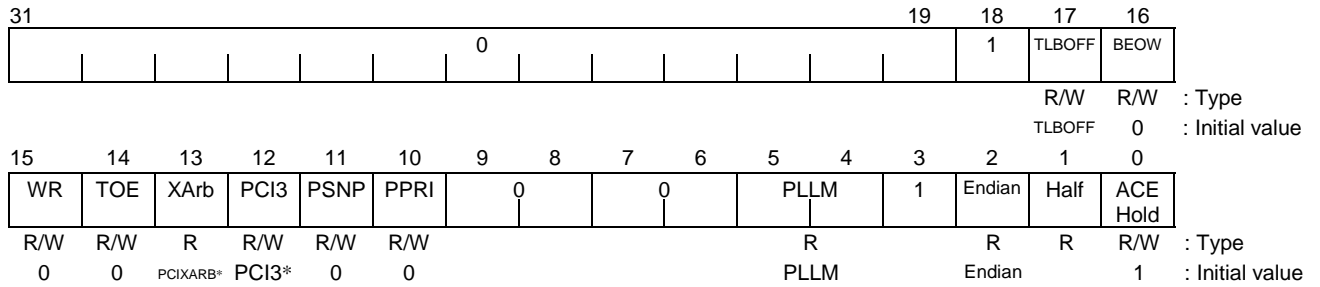 31 19 18 17 16
0 1 TLBOFF BEOW
R/W R/W : Type
TLBOFF 0 : Initial value
15 14 13 12 11 10 9 8 7 6 5 4 3 2 1 0
WR TOE XArb PCI3 PSNP PPRI 0 0 PLLM 1 Endian Half ACE
Hold
R/W R/W R R/W R/W R/W R R R R/W : Type
0 0 PCIXARB* PCI3* 0 0 PLLM Endian 1 : Initial value